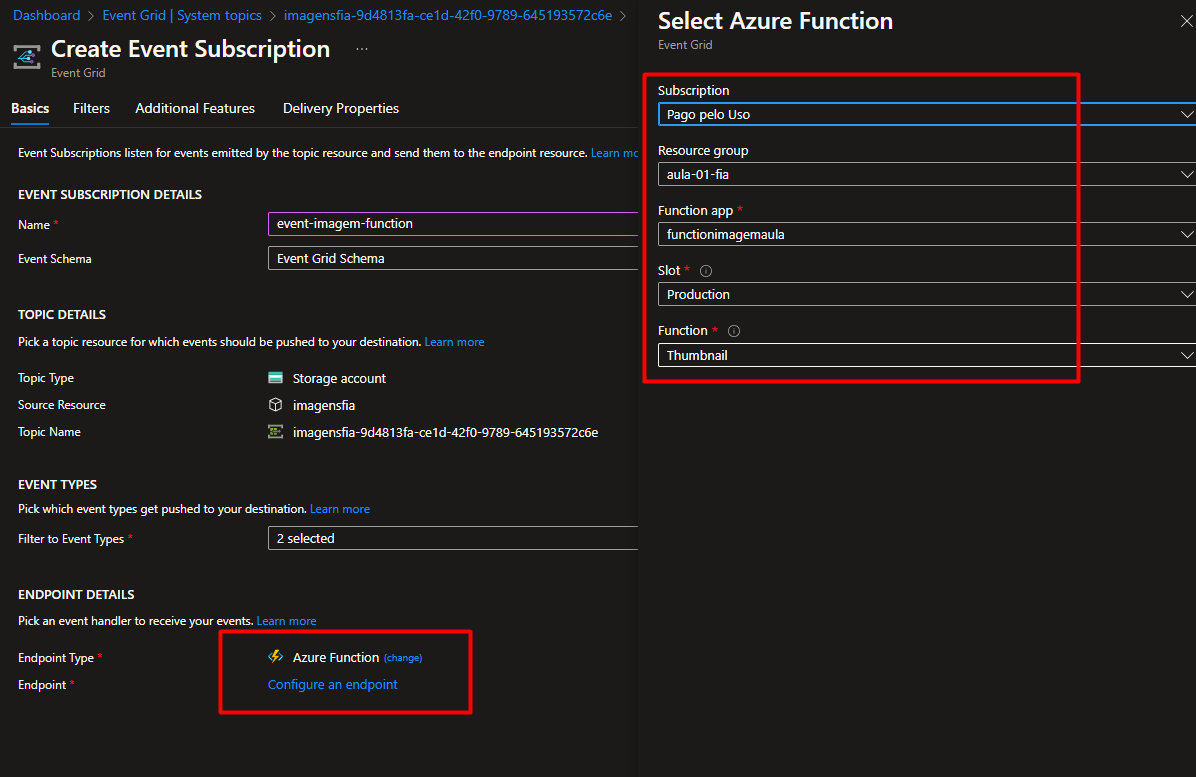 Dashboard > Event Grid | System topics > imagensfia-9d4813fa-ce1d-42f0-9789-645193572c6e >
Create Event Subscription ...
Event Grid
Basics Filters Additional Features Delivery Properties
Event Subscriptions listen for events emitted by the topic resource and send them to the endpoint resource. Learn mo
EVENT SUBSCRIPTION DETAILS
Name * event-imagem-function
Event Schema Event Grid Schema
TOPIC DETAILS
Pick a topic resource for which events should be pushed to your destination. Learn more
Topic Type Storage account
Source Resource imagensfia
Topic Name imagensfia-9d4813fa-ce1d-42f0-9789-645193572c6e
EVENT TYPES
Pick which event types get pushed to your destination. Learn more
Filter to Event Types * 2 selected
ENDPOINT DETAILS
Pick an event handler to receive your events. Learn more
Endpoint Type * Azure Function (change)
Endpoint * Configure an endpoint
Select Azure Function
Event Grid
Subscription
Pago pelo Uso
Resource group
aula-01-fia
Function app *
functionimagemaula
Slot *
Production
Function *
Thumbnail